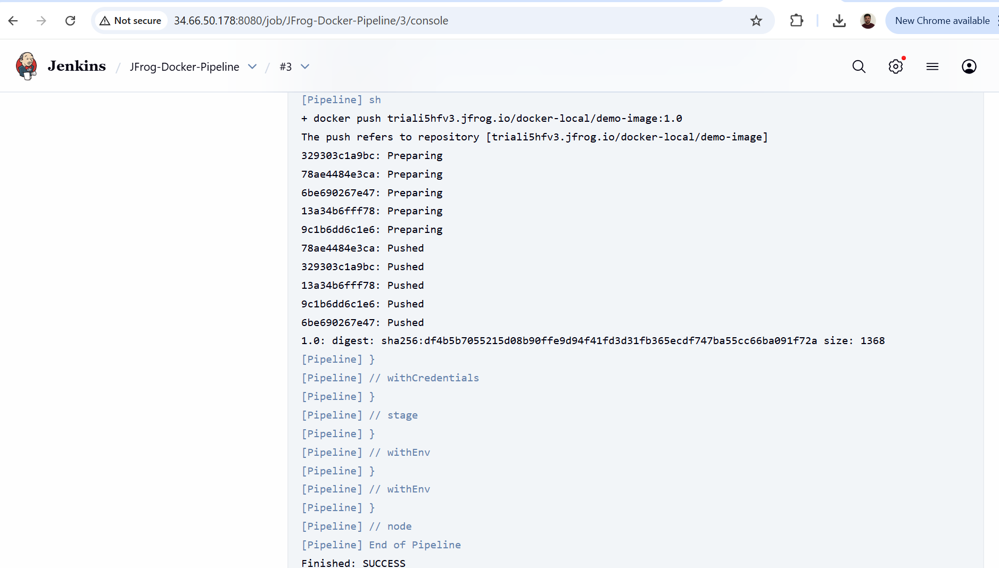 Not secure 34.66.50.178:8080/job/JFrog-Docker-Pipeline/3/console New Chrome available
Jenkins / JFrog-Docker-Pipeline / #3
[Pipeline] sh
+ docker push triali5hfv3.jfrog.io/docker-local/demo-image:1.0
The push refers to repository [triali5hfv3.jfrog.io/docker-local/demo-image]
329303c1a9bc: Preparing
78ae4484e3ca: Preparing
6be690267e47: Preparing
13a34b6fff78: Preparing
9c1b6dd6c1e6: Preparing
78ae4484e3ca: Pushed
329303c1a9bc: Pushed
13a34b6fff78: Pushed
9c1b6dd6c1e6: Pushed
6be690267e47: Pushed
1.0: digest: sha256:df4b5b7055215d08b90ffe9d94f41fd3d31fb365ecdf747ba55cc66ba091f72a size: 1368
[Pipeline] }
[Pipeline] // withCredentials
[Pipeline] }
[Pipeline] // stage
[Pipeline] }
[Pipeline] // withEnv
[Pipeline] }
[Pipeline] // withEnv
[Pipeline] }
[Pipeline] // node
[Pipeline] End of Pipeline
Finished: SUCCESS